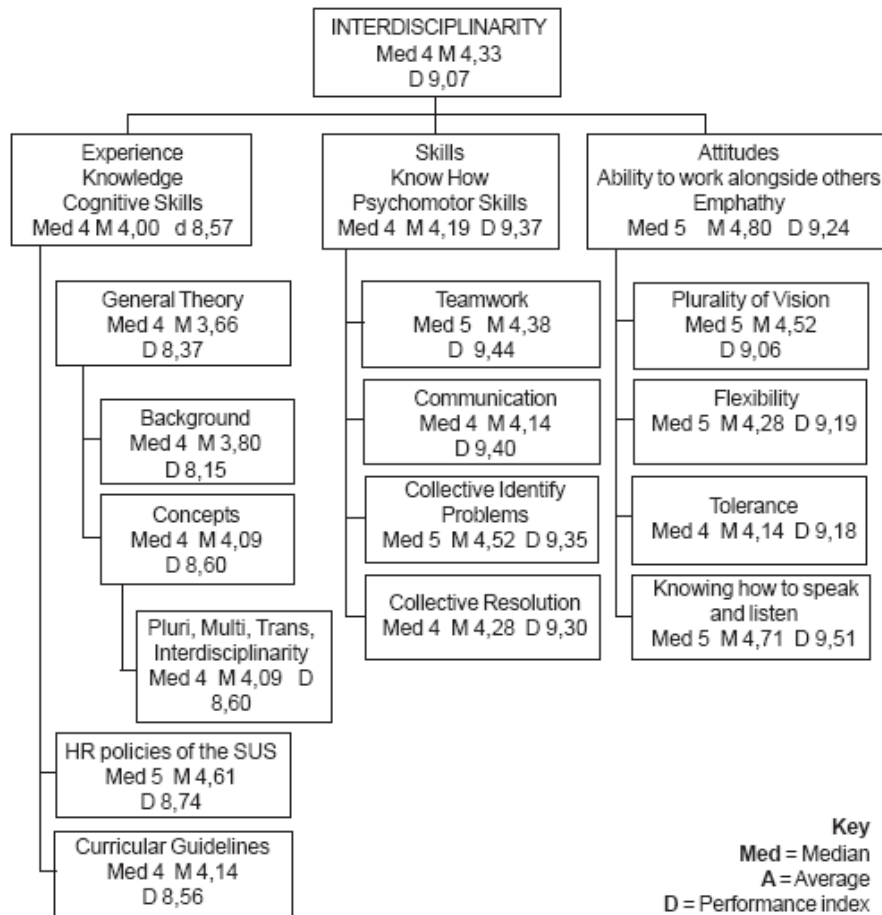 INTERDISCIPLINARITY
Med 4 M 4,33
D 9,07
Experience
Knowledge
Cognitive Skills
Med 4 M 4,00 d 8,57
General Theory
Med 4 M 3,66
D 8,37
Background
Med 4 M 3,80
D 8,15
Concepts
Med 4 M 4,09
D 8,60
Pluri, Multi, Trans,
Interdisciplinarity
Med 4 M 4,09 D
8,60
HR policies of the SUS
Med 5 M 4,61
D 8,74
Curricular Guidelines
Med 4 M 4,14
D 8,56
Skills
Know How
Psychomotor Skills
Med 4 M 4,19 D 9,37
Teamwork
Med 5 M 4,38
D 9,44
Communication
Med 4 M 4,14
D 9,40
Collective Identify
Problems
Med 5 M 4,52 D 9,35
Collective Resolution
Med 4 M 4,28 D 9,30
Attitudes
Ability to work alongside others
Emphathy
Med 5 M 4,80 D 9,24
Plurality of Vision
Med 5 M 4,52
D 9,06
Flexibility
Med 5 M 4,28 D 9,19
Tolerance
Med 4 M 4,14 D 9,18
Knowing how to speak
and listen
Med 5 M 4,71 D 9,51
Key
Med = Median
A = Average
D = Performance index